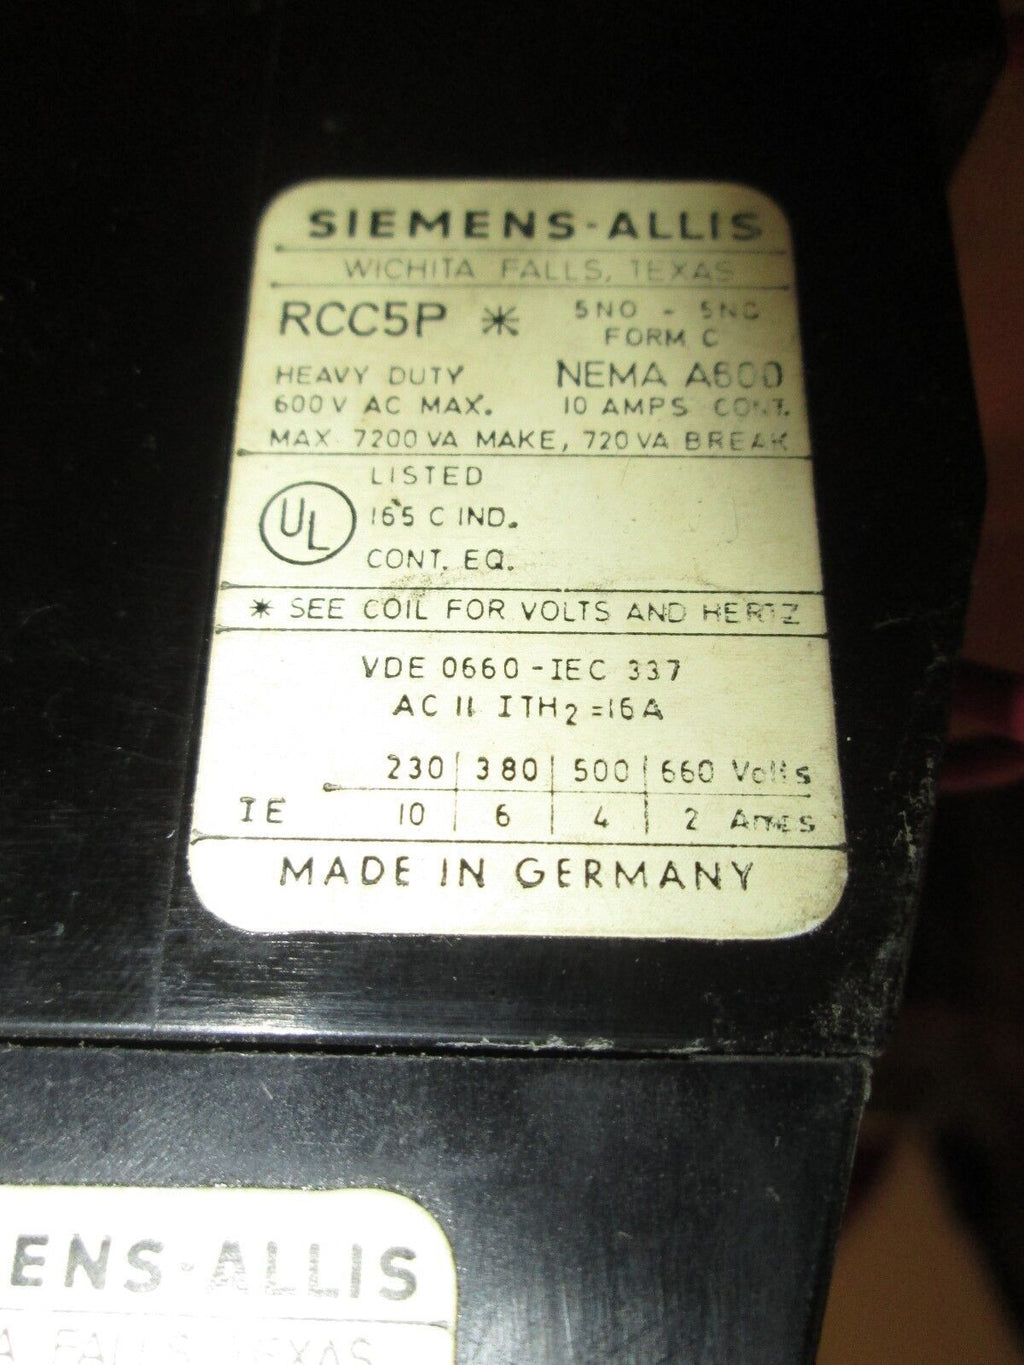 SIEMENS-ALLIS
WICHITA FALLS, TEXAS
RCC5P * 5NO - 5NC
FORM C
HEAVY DUTY NEMA A600
600V AC MAX. 10 AMPS CONT.
MAX 7200 VA MAKE, 720 VA BREAK
LISTED
UL 165 C IND.
CONT. EQ.
* SEE COIL FOR VOLTS AND HERTZ
VDE 0660 - IEC 337
AC 11 ITH2 = 16A
230 380 500 660 Volts
IE 10 6 4 2 Amps
MADE IN GERMANY
ENS-ALLIS
A FALLS TEXAS